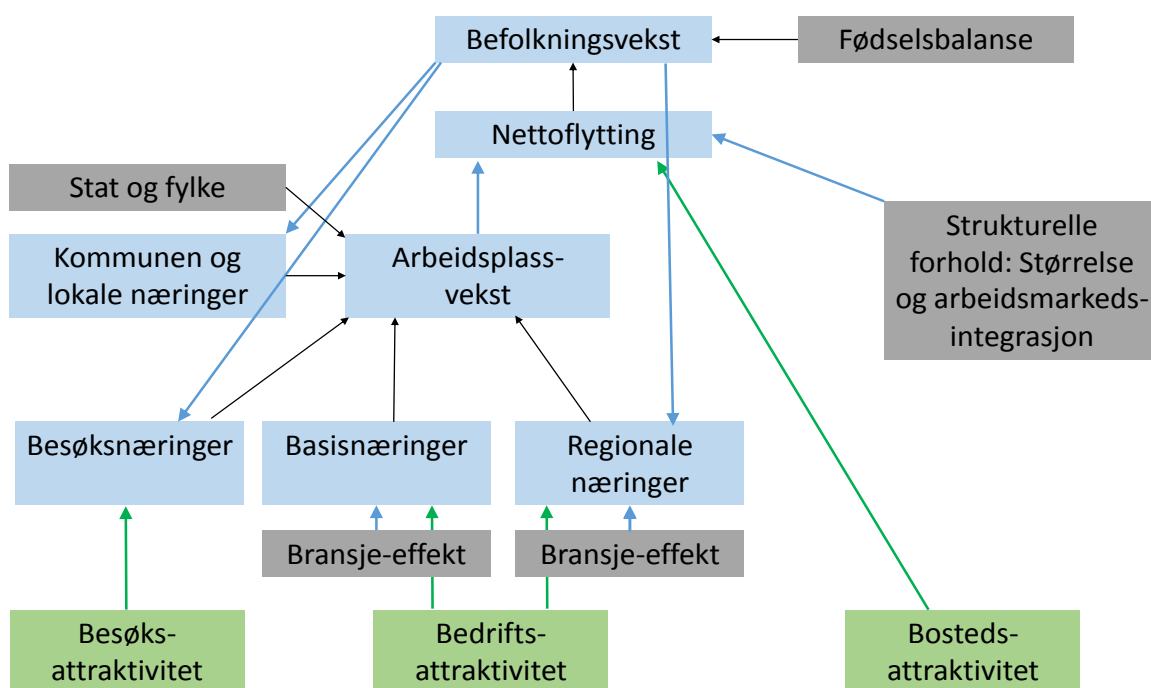 Befolkningsvekst
Fødselsbalanse
Nettoflytting
Stat og fylke
Kommunen og
lokale næringer
Arbeidsplass-
vekst
Strukturelle
forhold: Størrelse
og arbeidsmarkeds-
integrasjon
Besøksnæringer
Basisnæringer
Regionale
næringer
Bransje-effekt
Bransje-effekt
Besøks-
attraktivitet
Bedrifts-
attraktivitet
Bosteds-
attraktivitet